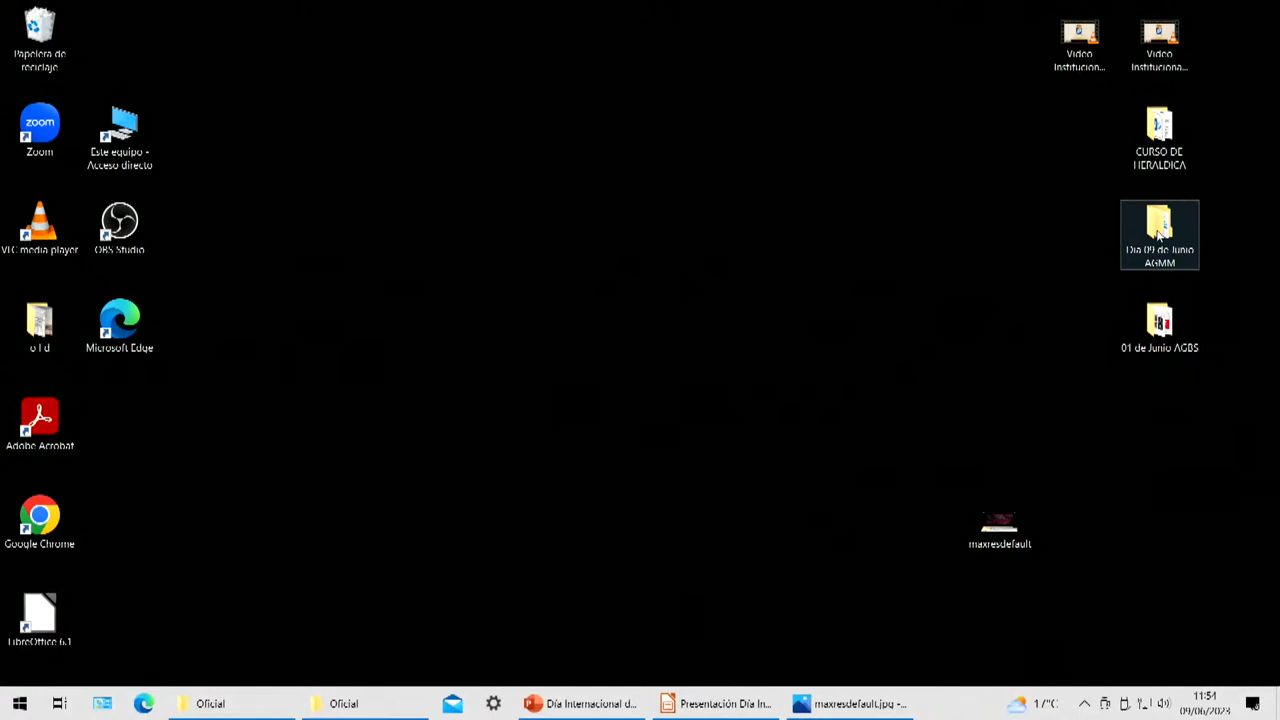 Papelera de
reciclaje
Zoom
zoom
Este equipo -
Acceso directo
VLC media player
OBS Studio
o l d
Microsoft Edge
Adobe Acrobat
Google Chrome
LibreOffice 6.1
Video
Institucion...
Video
Instituciona...
CURSO DE
HERALDICA
Dia 09 de Junio
AGMM
01 de Junio AGBS
maxresdefault
Oficial
Oficial
Día Internacional d...
Presentación Día In...
maxresdefault.jpg -...
17°C
11:54
09/06/2023